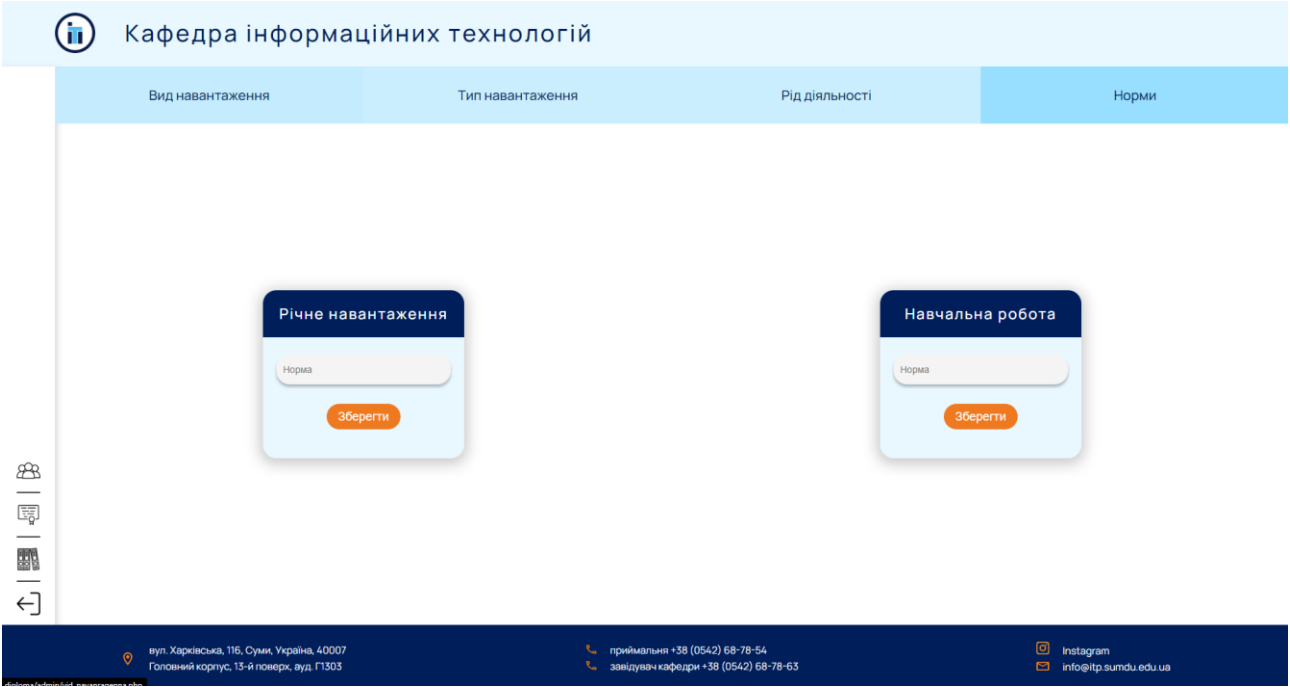 іт
Кафедра інформаційних технологій
Вид навантаження
Тип навантаження
Рід діяльності
Норми
Річне навантаження
Норма
Зберегти
Навчальна робота
Норма
Зберегти
вул. Харківська, 116, Суми, Україна, 40007
Головний корпус, 13-й поверх, ауд. Г1303
приймальня +38 (0542) 68-78-54
завідувач кафедри +38 (0542) 68-78-63
Instagram
info@itp.sumdu.edu.ua